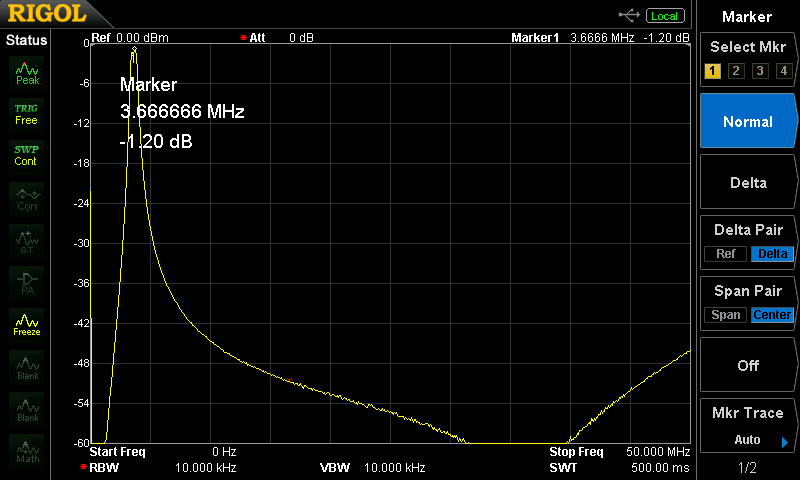 RIGOL
Local
Status
Ref 0.00 dBm
* Att 0 dB
Marker1 3.6666 MHz -1.20 dB
Marker
3.666666 MHz
-1.20 dB
0
-6
-12
-18
-24
-30
-36
-42
-48
-54
-60
Peak
TRIG
Free
SWP
Cont
Corr
S.T.
PA
Freeze
Blank
Blank
Math
Start Freq 0 Hz
Stop Freq 50.000 MHz
* RBW 10.000 kHz
VBW 10.000 kHz
SWT 500.00 ms
Marker
Select Mkr
1 2 3 4
Normal
Delta
Delta Pair
Ref Delta
Span Pair
Span Center
Off
Mkr Trace
Auto
1/2